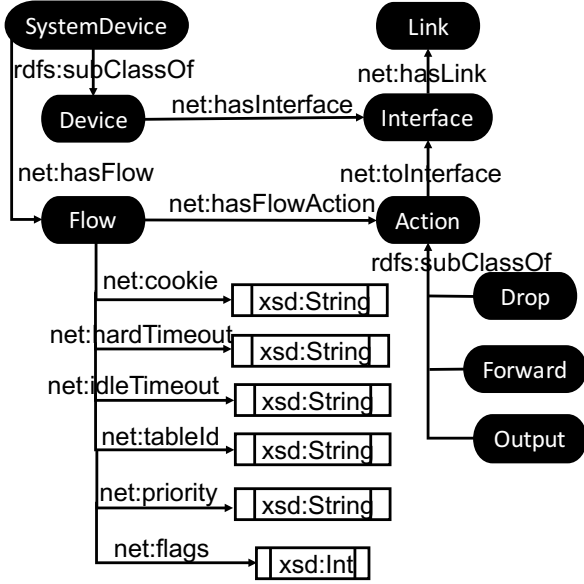 SystemDevice
Link
rdfs:subClassOf
net:hasLink
net:hasInterface
Device
Interface
net:hasFlow
net:toInterface
net:hasFlowAction
Flow
Action
rdfs:subClassOf
net:cookie
xsd:String
Drop
net:hardTimeout
xsd:String
Forward
net:idleTimeout
xsd:String
net:tableId
xsd:String
Output
net:priority
xsd:String
net:flags
xsd:Int